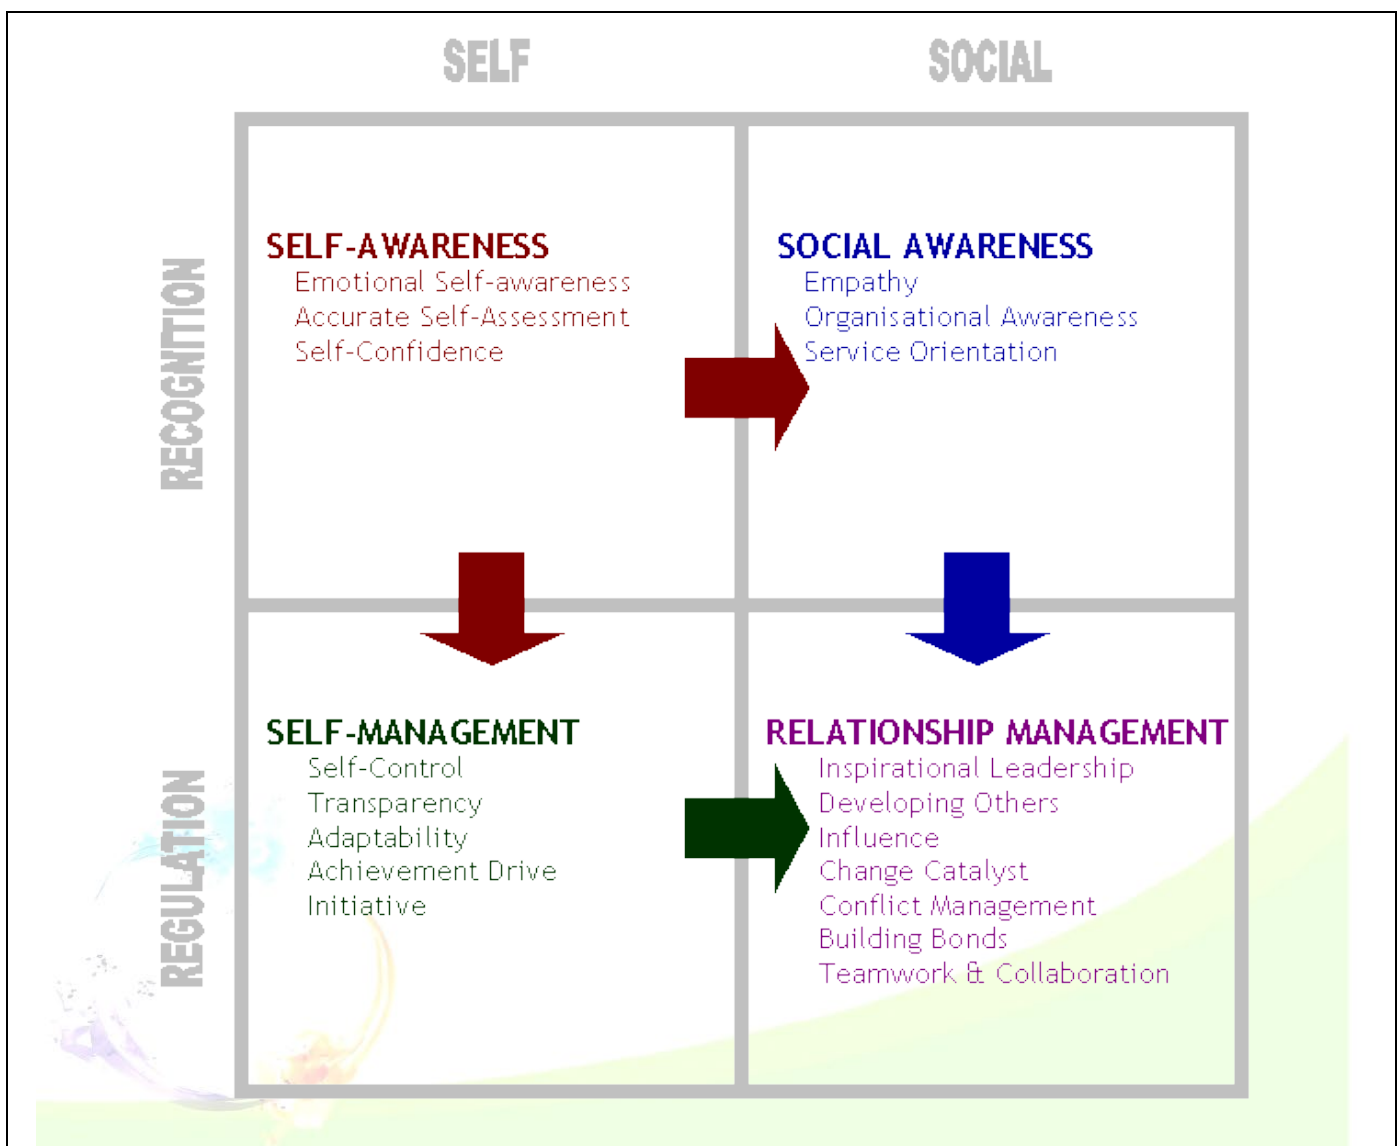 SELF
SOCIAL
RECOGNITION
SELF-AWARENESS
Emotional Self-awareness
Accurate Self-Assessment
Self-Confidence
SOCIAL AWARENESS
Empathy
Organisational Awareness
Service Orientation
REGULATION
SELF-MANAGEMENT
Self-Control
Transparency
Adaptability
Achievement Drive
Initiative
RELATIONSHIP MANAGEMENT
Inspirational Leadership
Developing Others
Influence
Change Catalyst
Conflict Management
Building Bonds
Teamwork & Collaboration